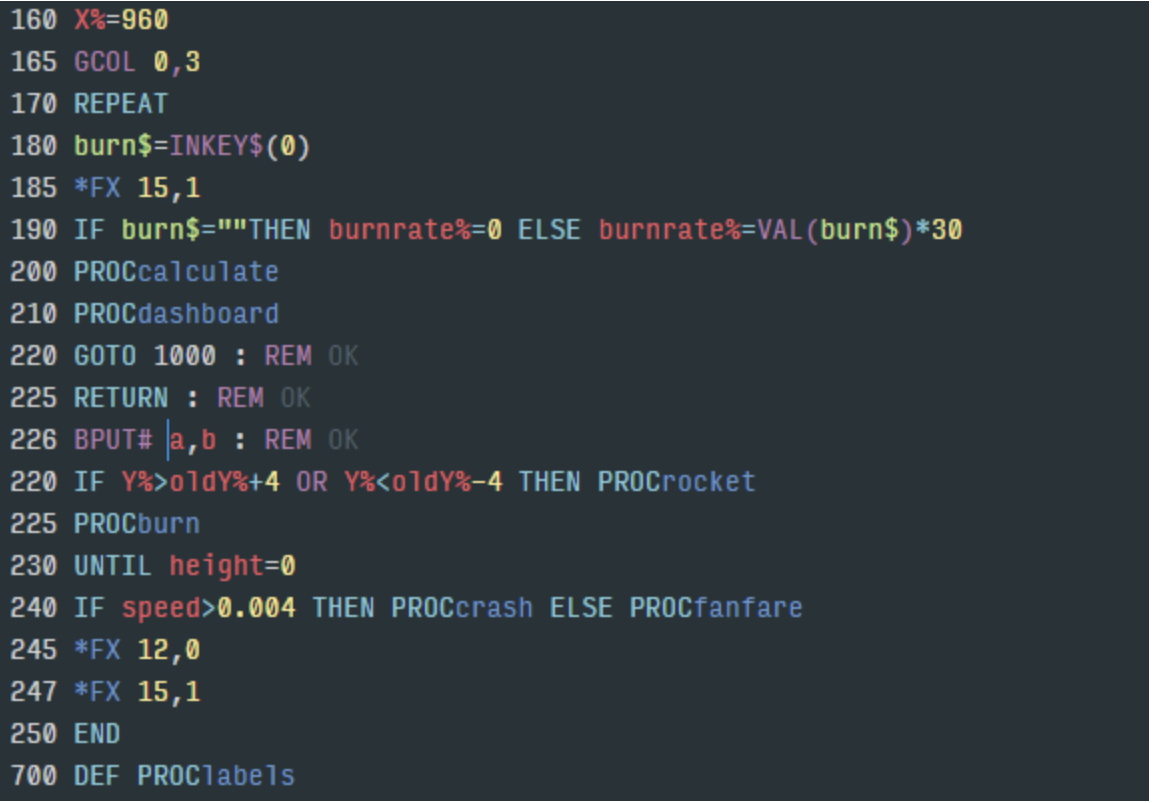 160 X%=960
165 GCOL 0,3
170 REPEAT
180 burn$=INKEY$(0)
185 *FX 15,1
190 IF burn$=""THEN burnrate%=0 ELSE burnrate%=VAL(burn$)*30
200 PROCcalculate
210 PROCdashboard
220 GOTO 1000 : REM OK
225 RETURN : REM OK
226 BPUT# a,b : REM OK
220 IF Y%>oldY%+4 OR Y%<oldY%-4 THEN PROCrocket
225 PROCburn
230 UNTIL height=0
240 IF speed>0.004 THEN PROCcrash ELSE PROCfanfare
245 *FX 12,0
247 *FX 15,1
250 END
700 DEF PROClabels